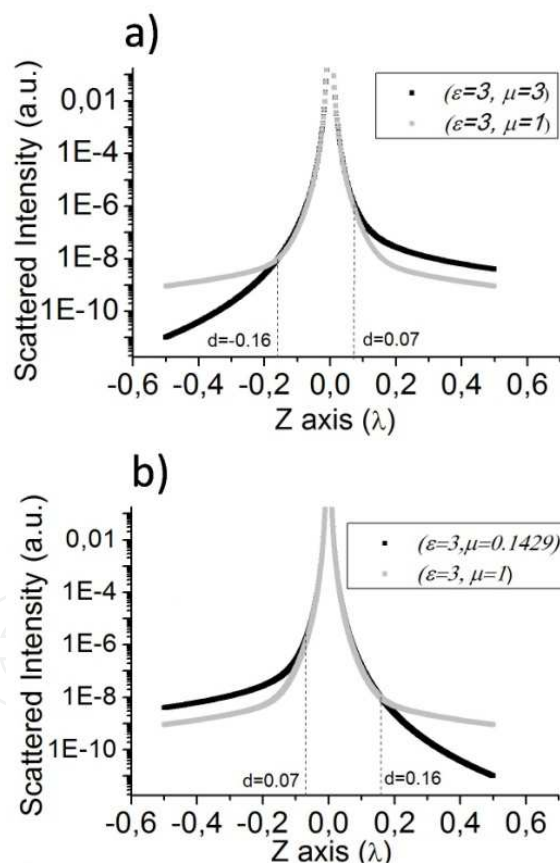 a)
Scattered Intensity (a.u.)
0,01
1E-4
1E-6
1E-8
1E-10
(ε=3, μ=3)
(ε=3, μ=1)
d=-0.16
d=0.07
-0,6 -0,4 -0,2 0,0 0,2 0,4 0,6
Z axis (λ)
b)
Scattered Intensity (a.u.)
0,01
1E-4
1E-6
1E-8
1E-10
(ε=3,μ=0.1429)
(ε=3, μ=1)
d=0.07
d=0.16
-0,6 -0,4 -0,2 0,0 0,2 0,4 0,6
Z axis (λ)